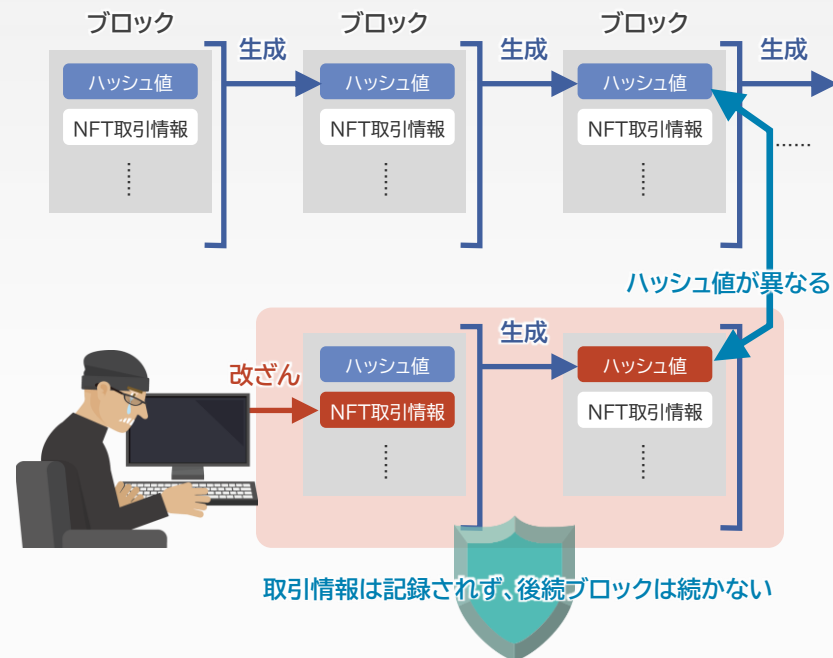 ブロック
ブロック
ブロック
生成
生成
生成
ハッシュ値
ハッシュ値
ハッシュ値
NFT取引情報
NFT取引情報
NFT取引情報
……
ハッシュ値が異なる
生成
改ざん
ハッシュ値
ハッシュ値
NFT取引情報
NFT取引情報
取引情報は記録されず、後続ブロックは続かない